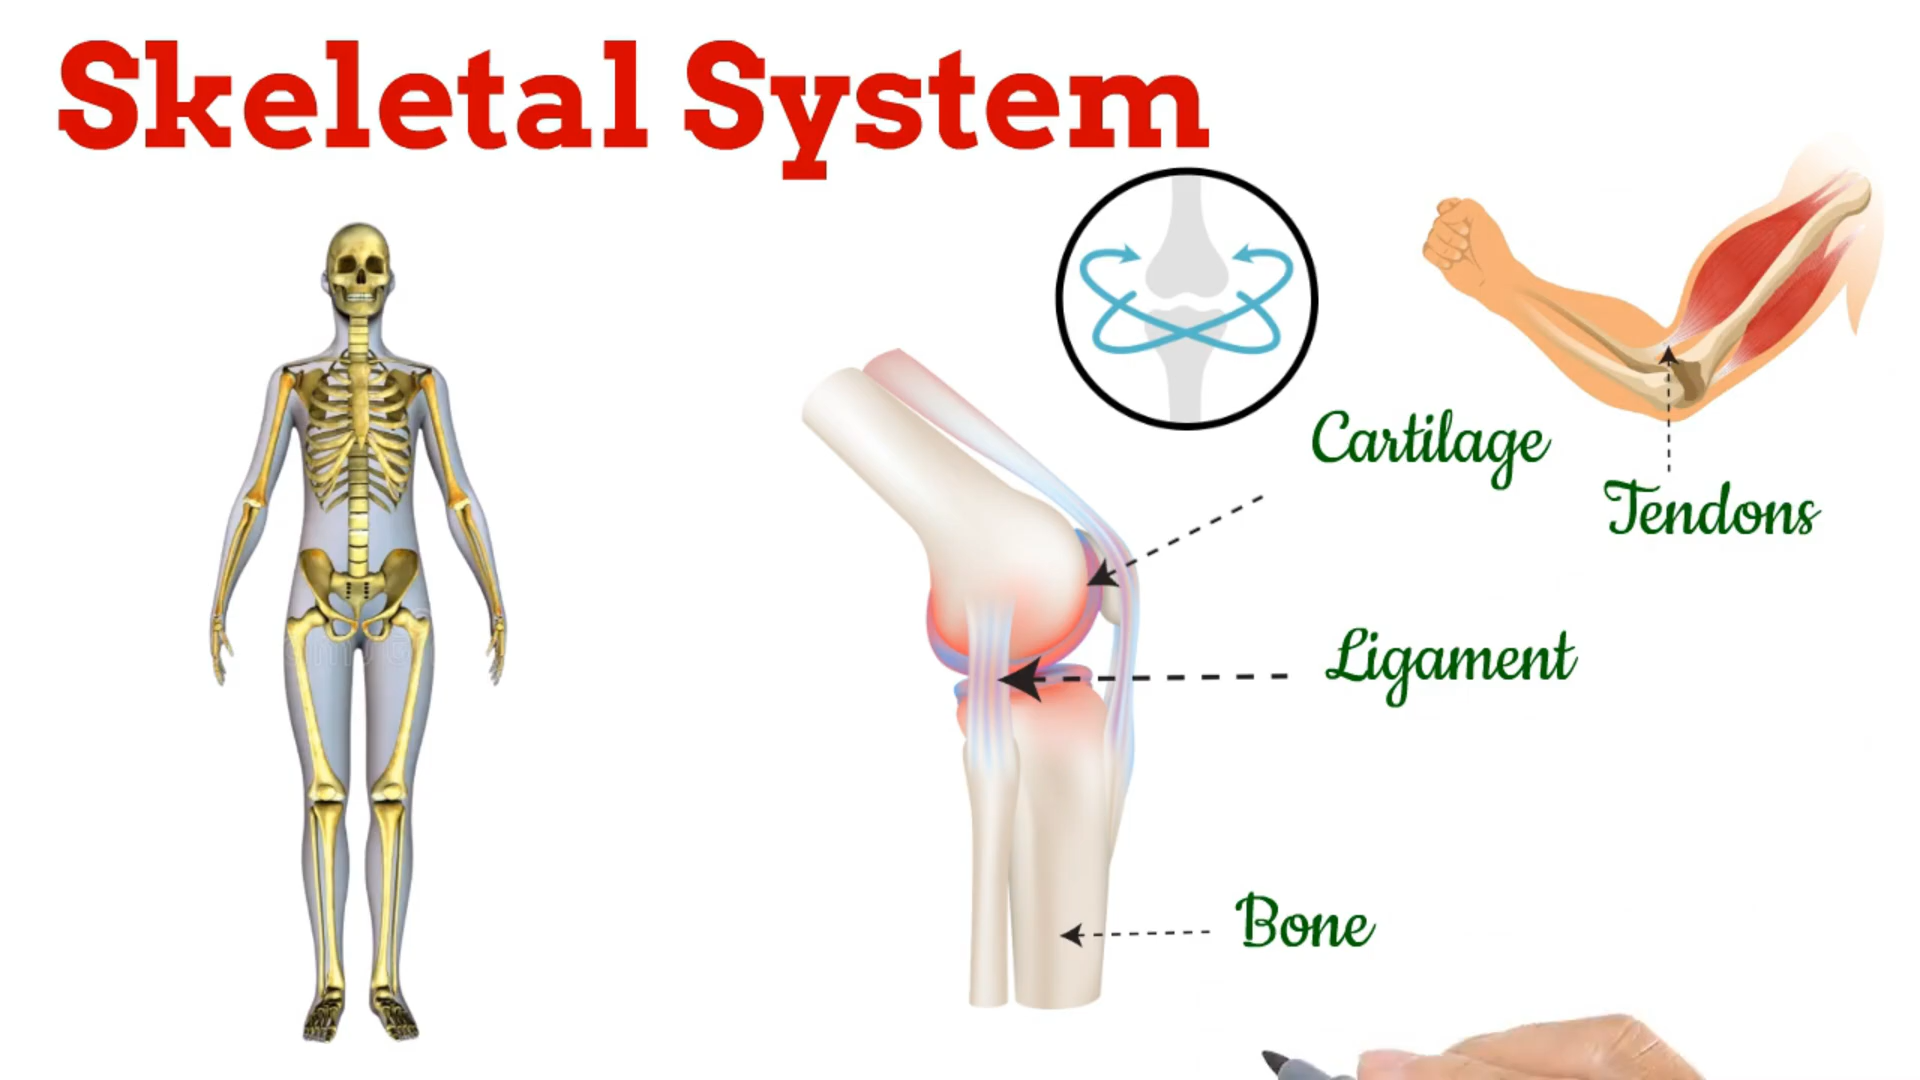 Skeletal System
Cartilage
Tendons
Ligament
Bone